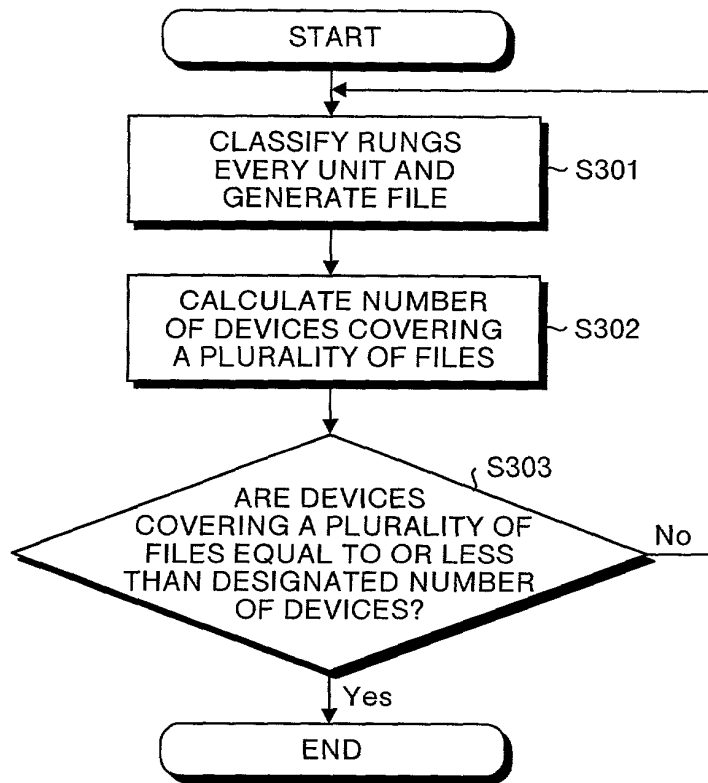 START
CLASSIFY RUNGS
EVERY UNIT AND
GENERATE FILE
S301
CALCULATE NUMBER
OF DEVICES COVERING
A PLURALITY OF FILES
S302
S303
ARE DEVICES
COVERING A PLURALITY OF
FILES EQUAL TO OR LESS
THAN DESIGNATED NUMBER
OF DEVICES?
No
Yes
END